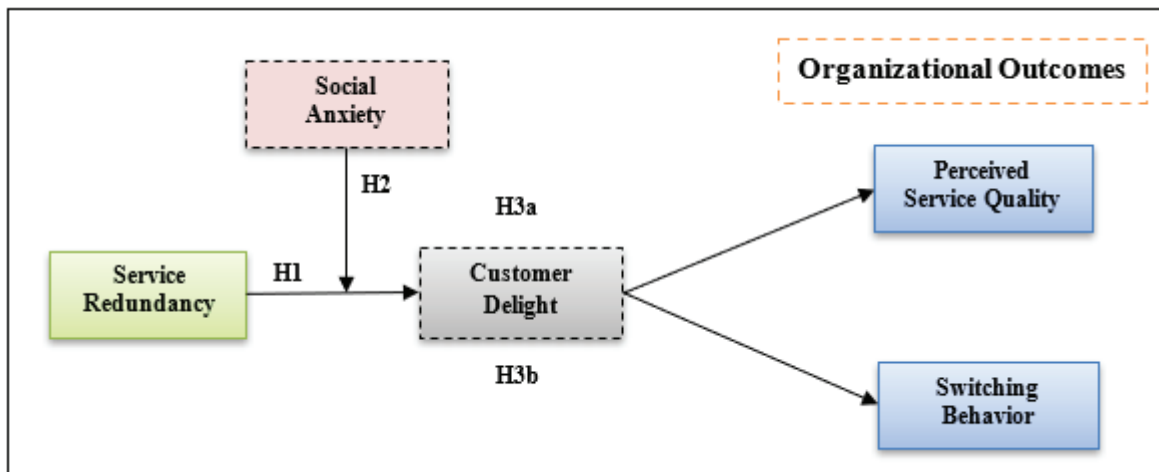 Organizational Outcomes
Social
Anxiety
H2
Perceived
Service Quality
H3a
Service
Redundancy
H1
Customer
Delight
H3b
Switching
Behavior